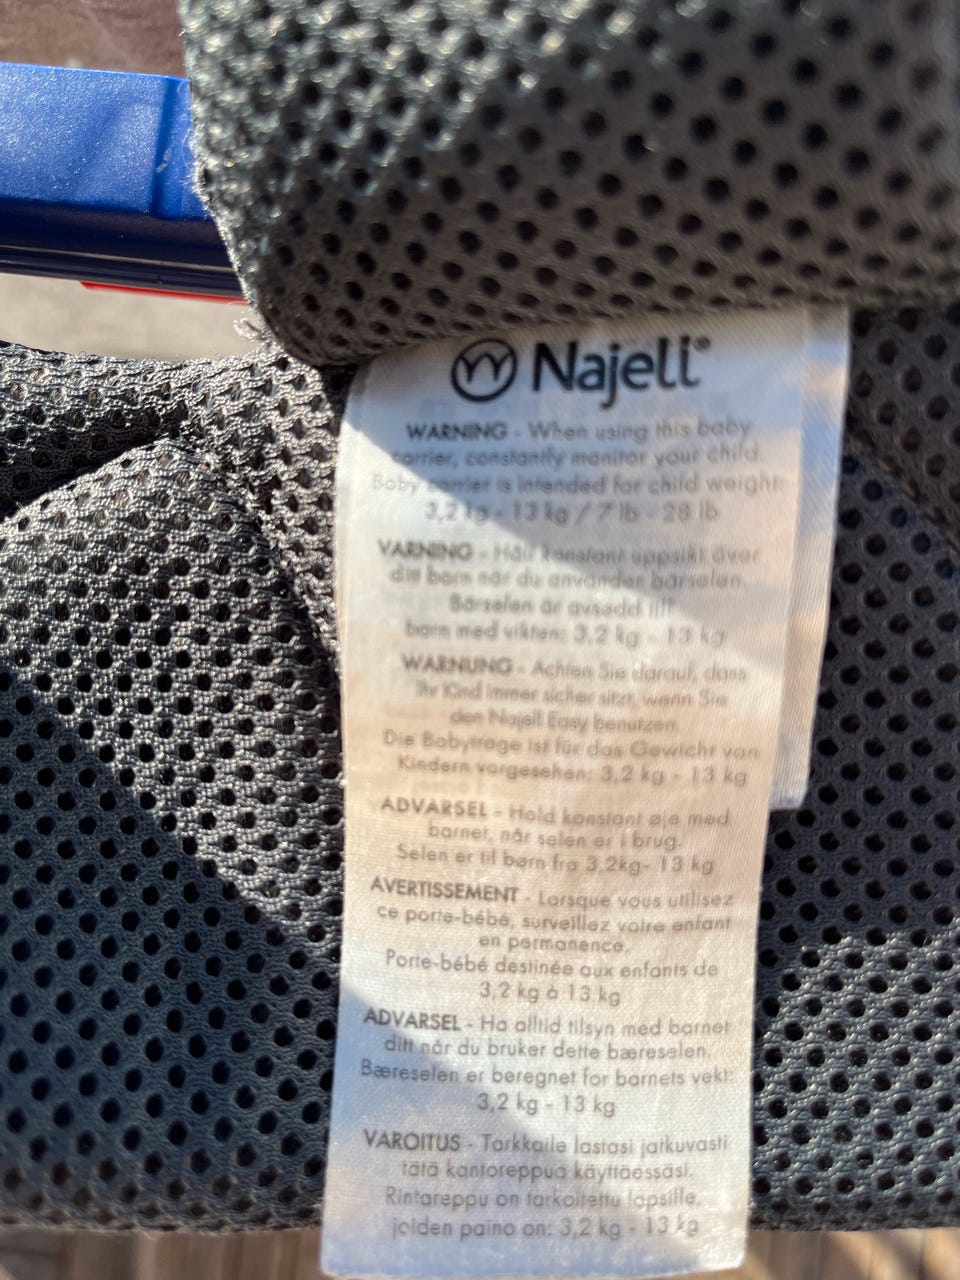 Najell®
WARNING - When using this baby
carrier, constantly monitor your child.
Baby carrier is intended for child weight:
3,2 kg - 13 kg / 7 lb - 28 lb
VARNING - Håll konstant uppsikt över
ditt barn när du använder bärselen.
Bärselen är avsedd till
barn med vikten: 3,2 kg - 13 kg
WARNUNG - Achten Sie darauf, dass
Ihr Kind immer sicher sitzt, wenn Sie
den Najell Easy benutzen.
Die Babytrage ist für das Gewicht von
Kindern vorgesehen: 3,2 kg - 13 kg
ADVARSEL - Hold konstant øje med
barnet, når selen er i brug.
Selen er til børn fra 3.2kg- 13 kg
AVERTISSEMENT - Lorsque vous utilisez
ce porte-bébé, surveillez votre enfant
en permanence.
Porte-bébé destinée aux enfants de
3,2 kg à 13 kg
ADVARSEL - Ha alltid tilsyn med barnet
ditt når du bruker dette bæreselen.
Bæreselen er beregnet for barnets vekt:
3,2 kg - 13 kg
VAROITUS - Tarkkaile lastasi jatkuvasti
tätä kantoreppua käyttäessäsi.
Rintareppu on tarkoitettu lapsille,
joiden paino on: 3,2 kg - 13 kg